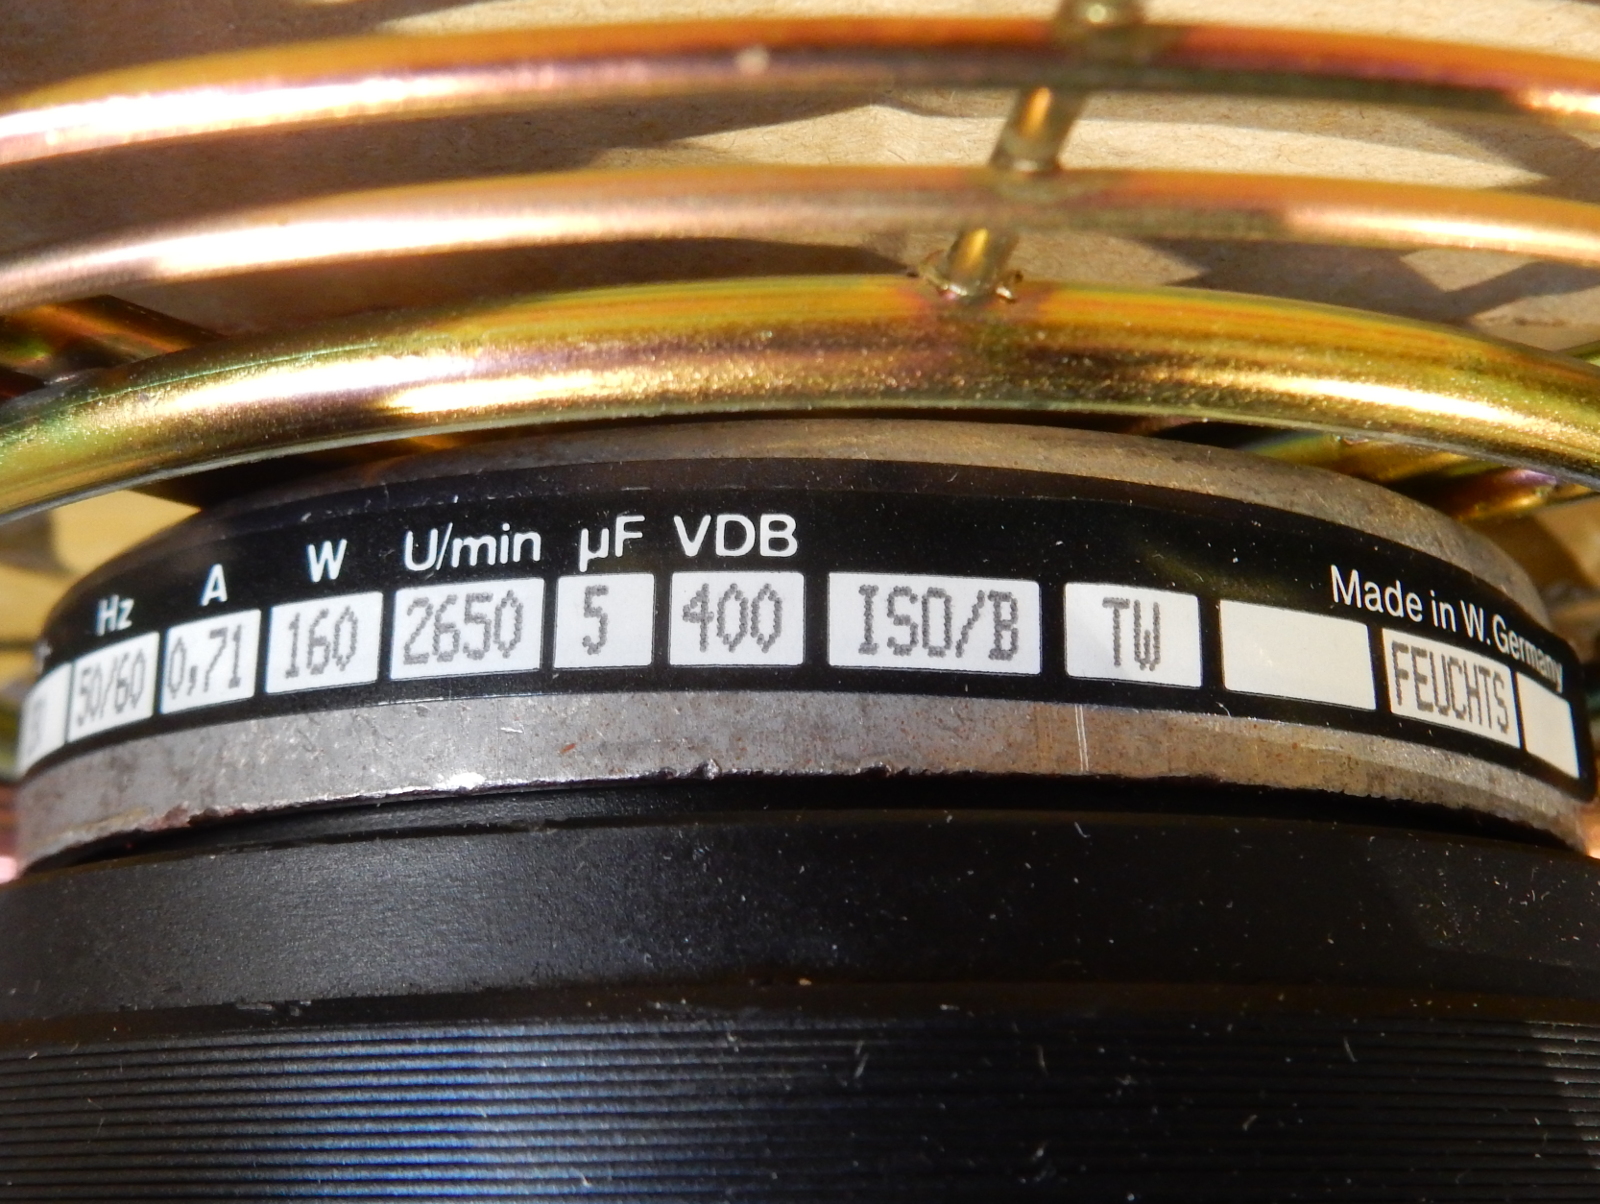 Hz A W U/min µF VDB
50/60 0,71 160 2650 5 400 ISO/B TW
Made in W. Germany
FEUCHTS